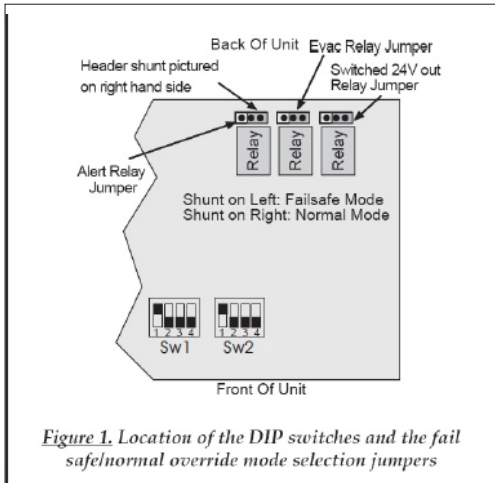 Back Of Unit
Evac Relay Jumper
Header shunt pictured
on right hand side
Switched 24V out
Relay Jumper
Relay
Relay
Relay
Alert Relay
Jumper
Shunt on Left: Failsafe Mode
Shunt on Right: Normal Mode
1 2 3 4
1 2 3 4
Sw1
Sw2
Front Of Unit
Figure 1. Location of the DIP switches and the fail
safe/normal override mode selection jumpers